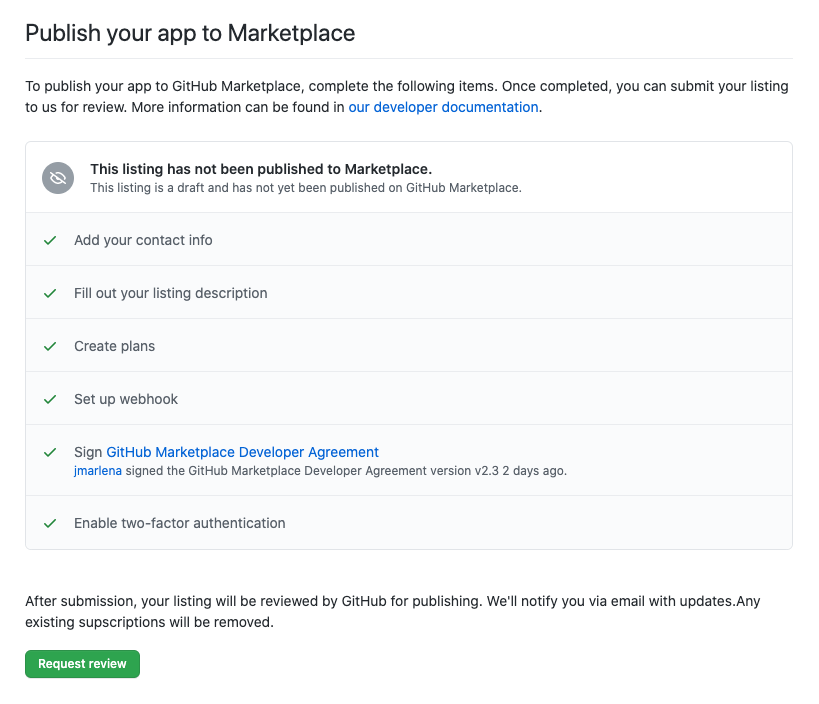 Publish your app to Marketplace
To publish your app to GitHub Marketplace, complete the following items. Once completed, you can submit your listing
to us for review. More information can be found in our developer documentation.
This listing has not been published to Marketplace.
This listing is a draft and has not yet been published on GitHub Marketplace.
Add your contact info
Fill out your listing description
Create plans
Set up webhook
Sign GitHub Marketplace Developer Agreement
jmarlena signed the GitHub Marketplace Developer Agreement version v2.3 2 days ago.
Enable two-factor authentication
After submission, your listing will be reviewed by GitHub for publishing. We'll notify you via email with updates.Any
existing supscriptions will be removed.
Request review